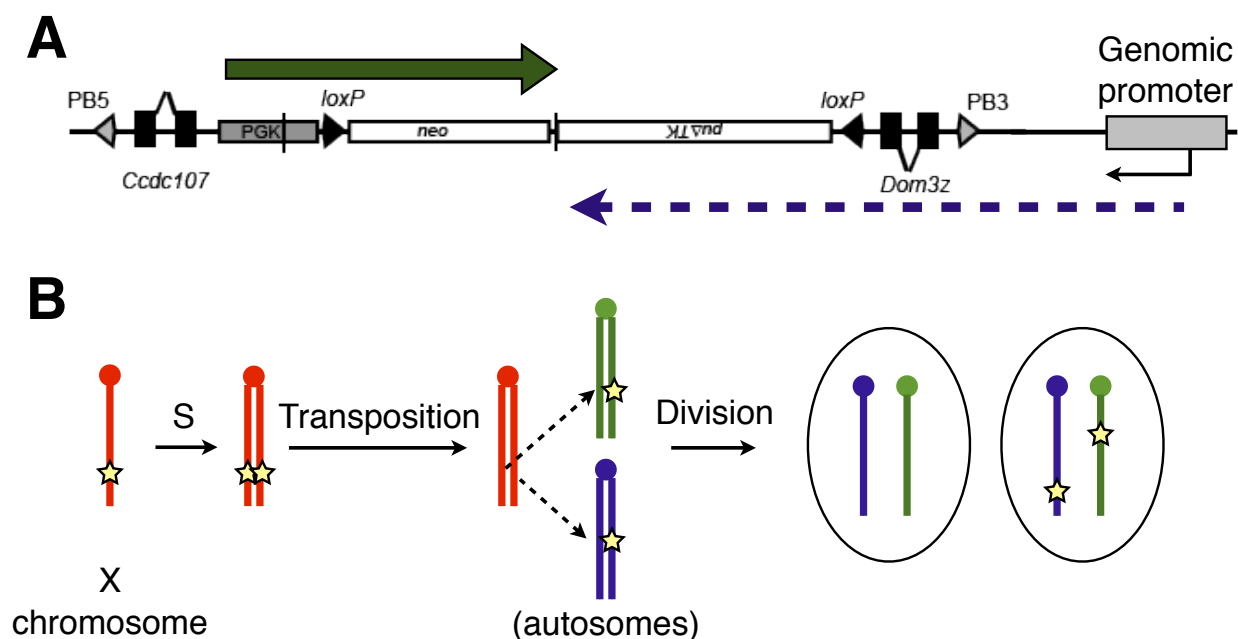 A
Genomic
promoter
PB5
loxP
loxP
PB3
PGK
neo
puΔTK
Ccdc107
Dom3z
B
S
Transposition
Division
X
chromosome
(autosomes)